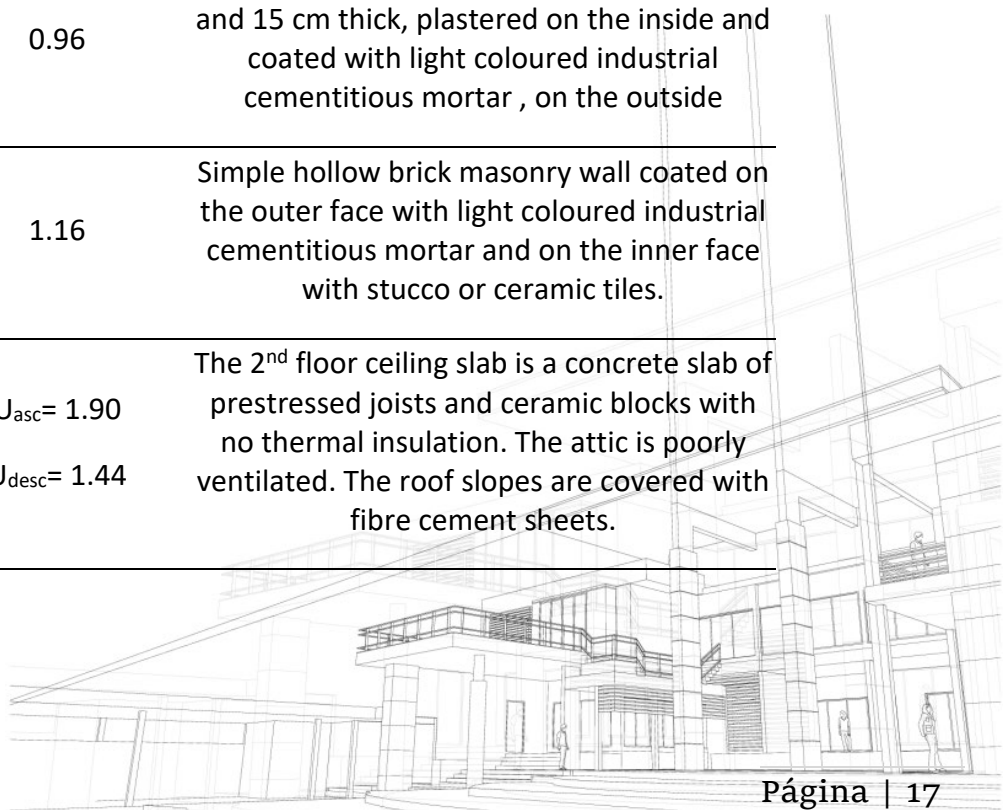 0.96
and 15 cm thick, plastered on the inside and
coated with light coloured industrial
cementitious mortar , on the outside
1.16
Simple hollow brick masonry wall coated on
the outer face with light coloured industrial
cementitious mortar and on the inner face
with stucco or ceramic tiles.
Uasc= 1.90
Udesc= 1.44
The 2nd floor ceiling slab is a concrete slab of
prestressed joists and ceramic blocks with
no thermal insulation. The attic is poorly
ventilated. The roof slopes are covered with
fibre cement sheets.
Página | 17